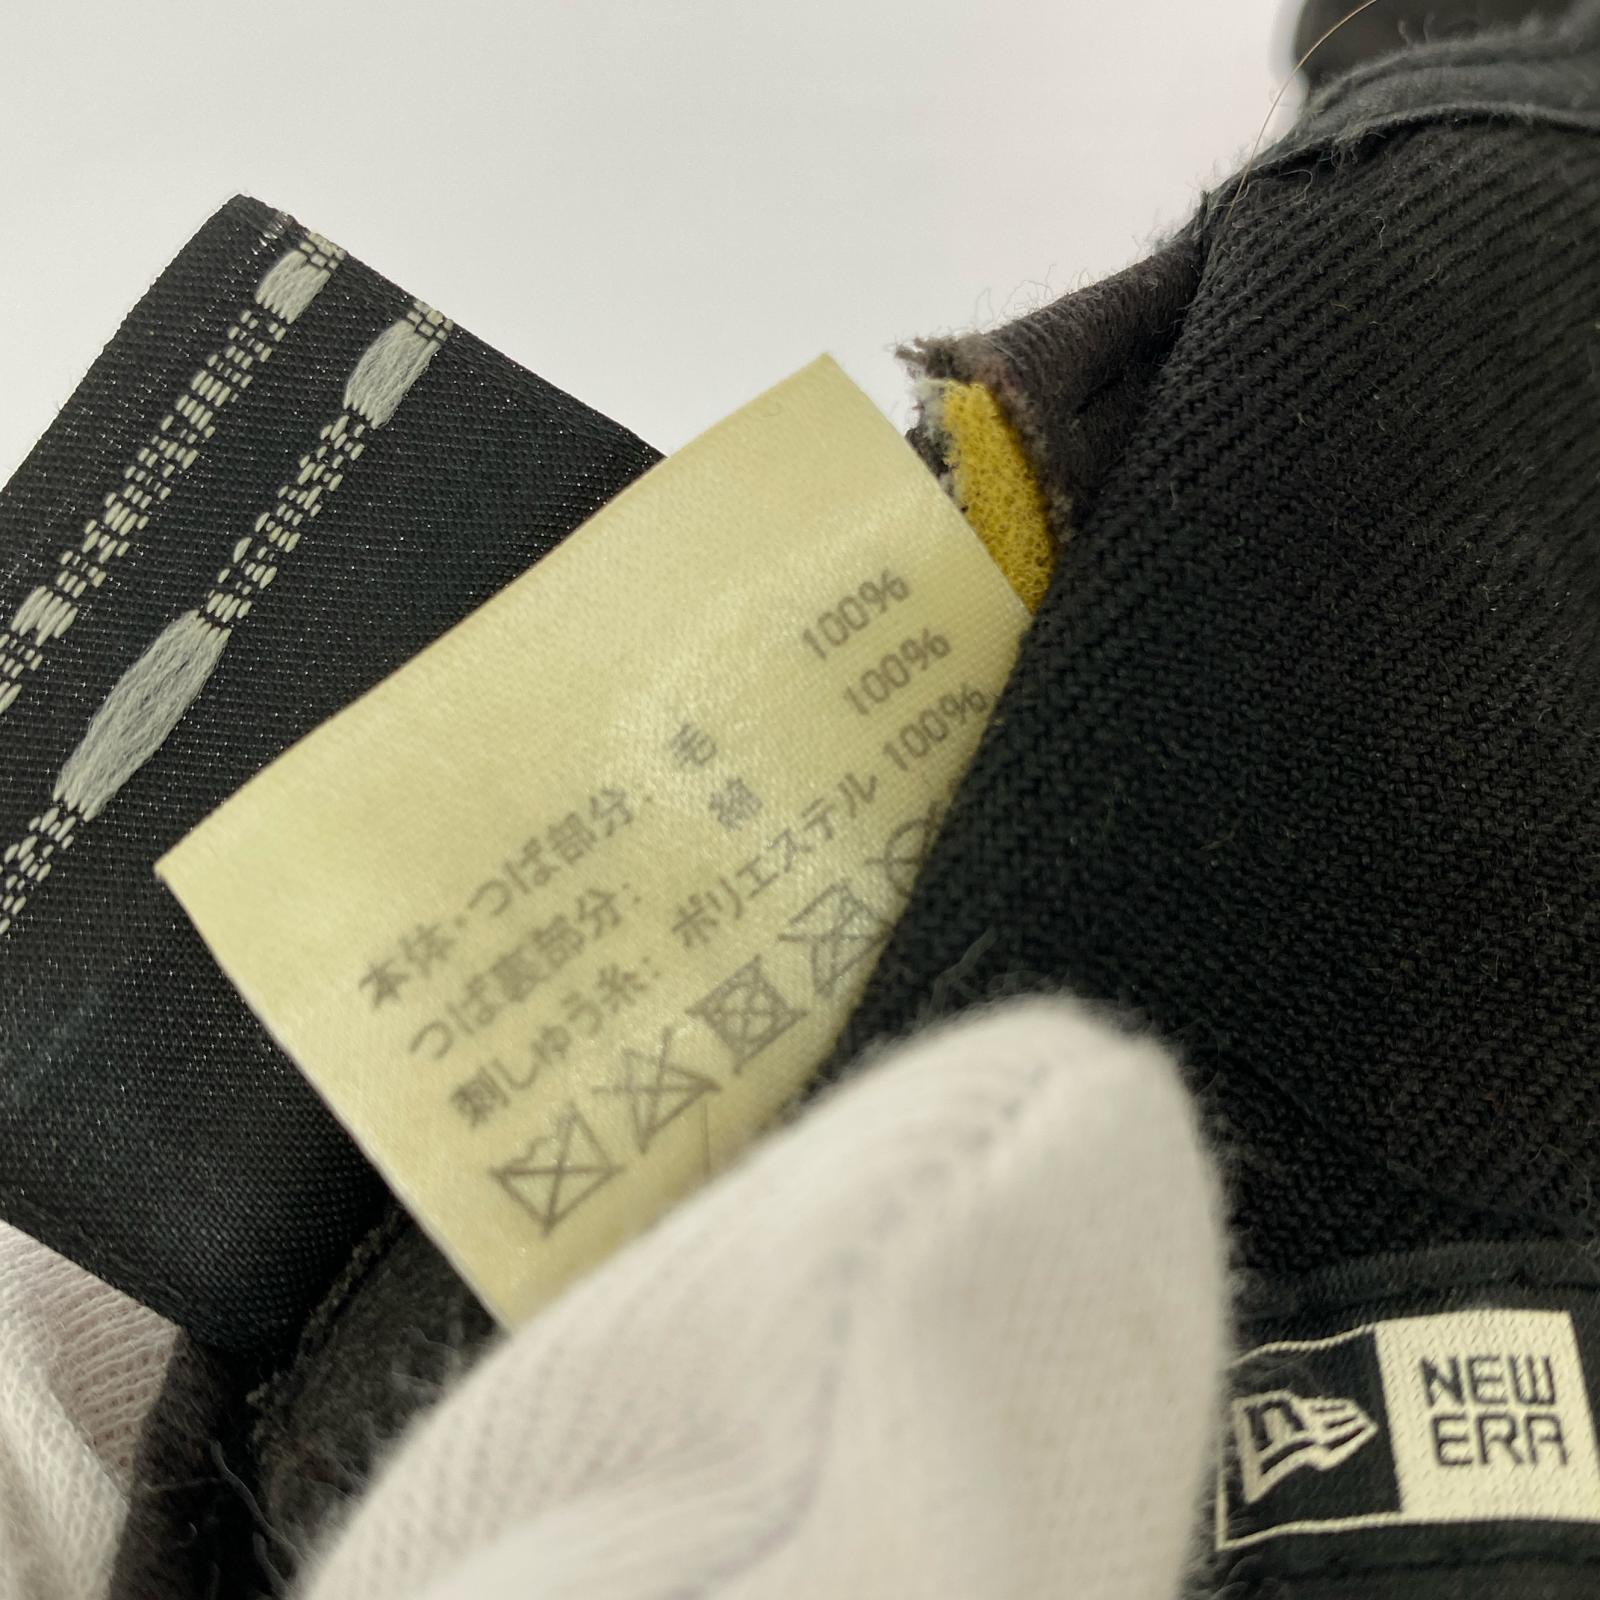 本体・つば部分: 毛 100%
つば裏部分: 綿 100%
刺しゅう糸: ポリエステル 100%
NEW
ERA